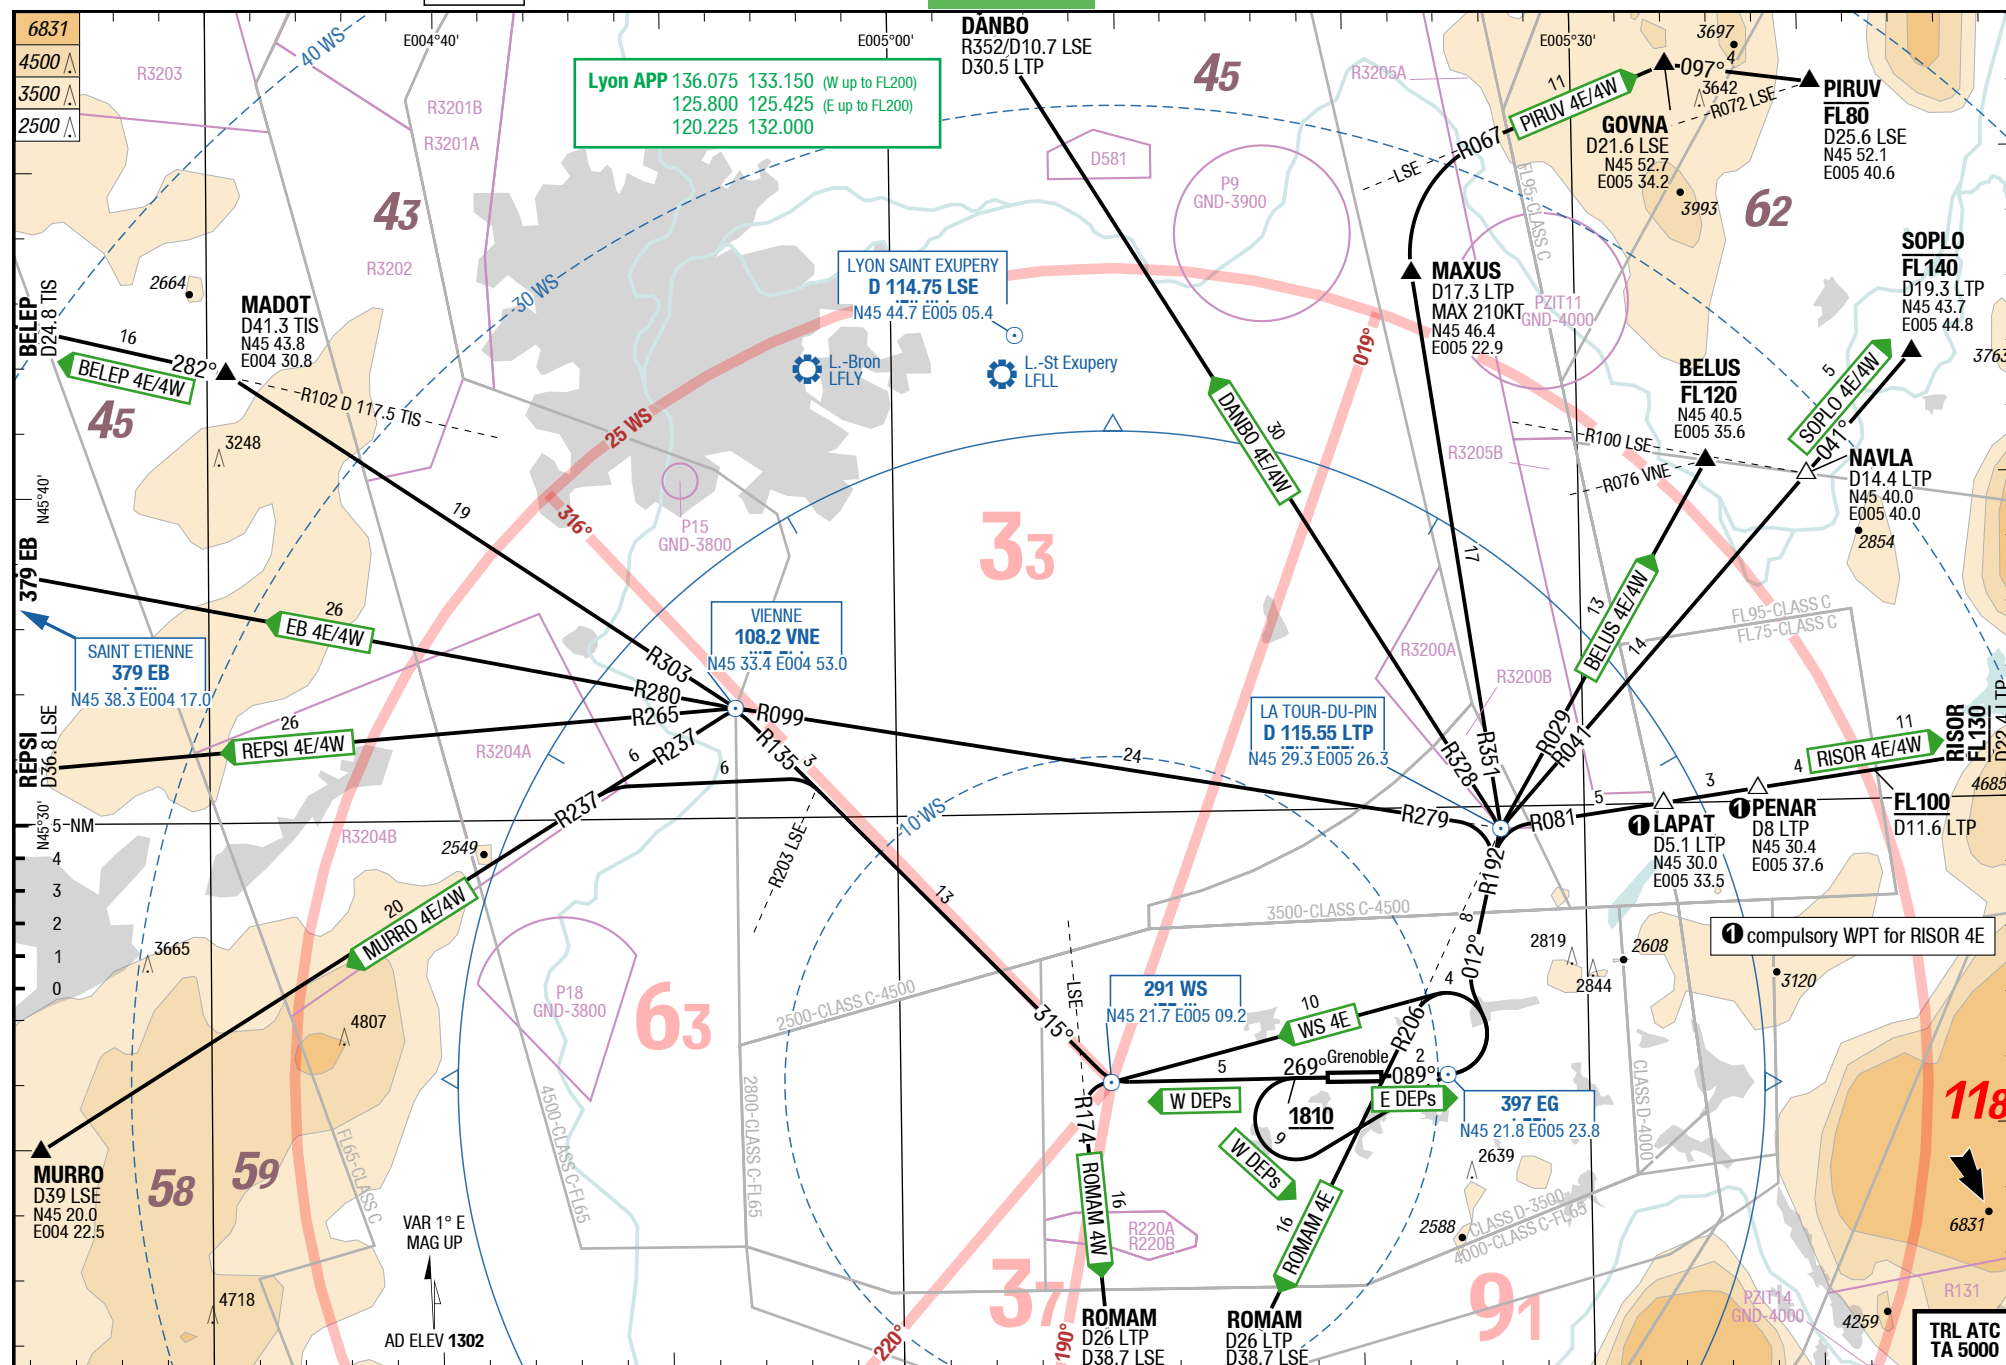 6831
4500
3500
2500
R3203
40 WS
E004°40'
R3201B
R3201A
43
R3202
30 WS
Lyon APP 136.075 133.150 (W up to FL200)
125.800 125.425 (E up to FL200)
120.225 132.000
E005°00'
DANBO
R352/D10.7 LSE
D30.5 LTP
45
D581
P9
GND-3900
R3205A
E005°30'
3697
4
097°
3642
R072 LSE
11
PIRUV 4E/4W
R067
LSE
GOVNA
D21.6 LSE
N45 52.7
E005 34.2
3993
PIRUV
FL80
D25.6 LSE
N45 52.1
E005 40.6
62
FL95-CLASS C
SOPLO
FL140
D19.3 LTP
N45 43.7
E005 44.8
3763
MAXUS
D17.3 LTP
MAX 210KT
N45 46.4
E005 22.9
PZIT11
GND-4000
BELUS
FL120
N45 40.5
E005 35.6
5
SOPLO 4E/4W
041°
R100 LSE
R076 VNE
NAVLA
D14.4 LTP
N45 40.0
E005 40.0
2854
R3205B
LYON SAINT EXUPERY
D 114.75 LSE
N45 44.7 E005 05.4
L.-Bron
LFLY
L.-St Exupery
LFLL
019°
2664
BELEP
D24.8 TIS
16
BELEP 4E/4W
282°
MADOT
D41.3 TIS
N45 43.8
E004 30.8
R102 D 117.5 TIS
45
3248
25 WS
316°
19
P15
GND-3800
33
30
DANBO 4E/4W
17
13
BELUS 4E/4W
14
FL95-CLASS C
FL75-CLASS C
N45°40'
379 EB
26
EB 4E/4W
SAINT ETIENNE
379 EB
N45 38.3 E004 17.0
VIENNE
108.2 VNE
N45 33.4 E004 53.0
R303
R280
R265
R237
R099
R135
3
REPSI
D36.8 LSE
26
REPSI 4E/4W
R3204A
6
6
R237
R3204B
2549
24
LA TOUR-DU-PIN
D 115.55 LTP
N45 29.3 E005 26.3
R3200A
R3200B
R328
R351
R029
R041
R279
R081
R192
5
3
4
11
RISOR 4E/4W
RISOR
FL130
D22.4 LTP
4685
FL100
D11.6 LTP
1 PENAR
D8 LTP
N45 30.4
E005 37.6
1 LAPAT
D5.1 LTP
N45 30.0
E005 33.5
1 compulsory WPT for RISOR 4E
N45°30'
5 NM
4
3
2
1
0
10 WS
R203 LSE
13
20
MURRO 4E/4W
3665
4807
P18
GND-3800
63
2500-CLASS C-4500
3500-CLASS C-4500
8
012°
2819
2608
2844
3120
LSE
315°
291 WS
N45 21.7 E005 09.2
10
WS 4E
4
R206
5
269°
Grenoble
2
089°
W DEPs
E DEPs
1810
9
W DEPs
397 EG
N45 21.8 E005 23.8
CLASS D-4000
118
2639
2588
CLASS D-3500
4000-CLASS C-FL65
6831
R174
16
ROMAM 4W
R220A
R220B
16
ROMAM 4E
MURRO
D39 LSE
N45 20.0
E004 22.5
58
59
FL65-CLASS C
4500-CLASS C-FL65
2800-CLASS C-FL65
VAR 1° E
MAG UP
AD ELEV 1302
4718
37
91
220°
190°
ROMAM
D26 LTP
D38.7 LSE
ROMAM
D26 LTP
D38.7 LSE
PZIT14
GND-4000
R131
4259
TRL ATC
TA 5000